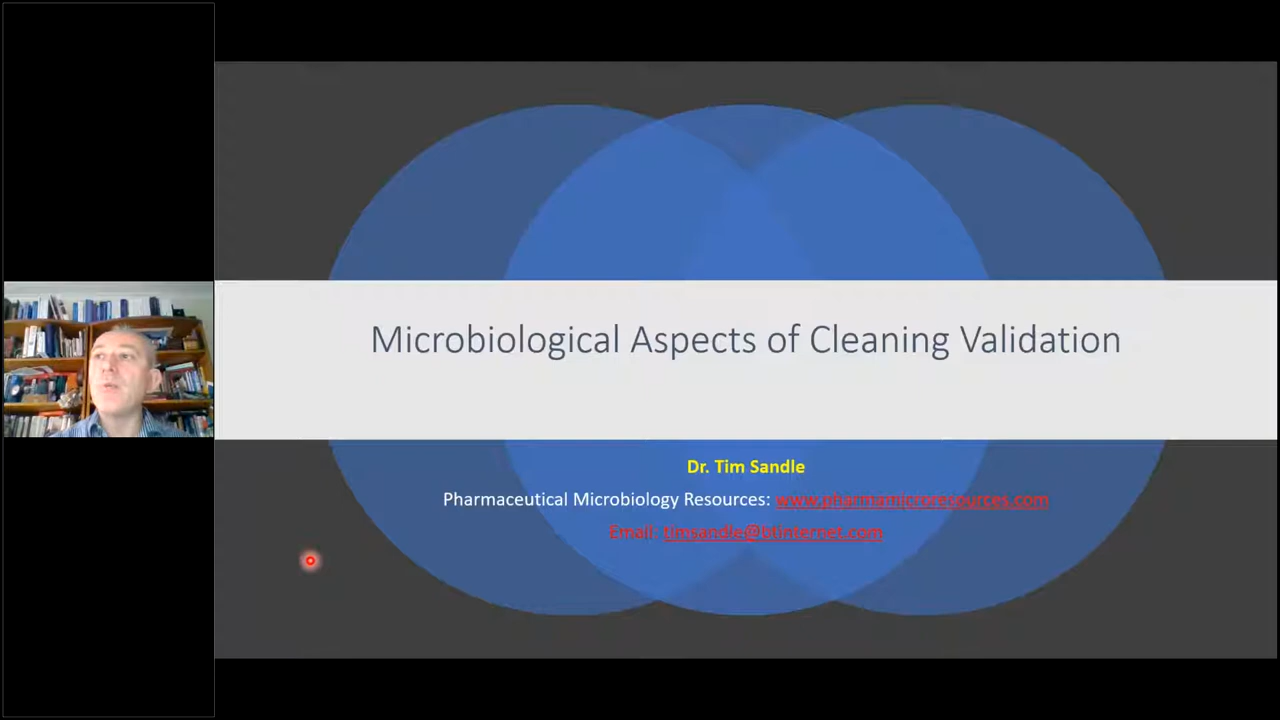 Microbiological Aspects of Cleaning Validation
Dr. Tim Sandle
Pharmaceutical Microbiology Resources: www.pharmamicroresources.com
Email: timsandle@btinternet.com